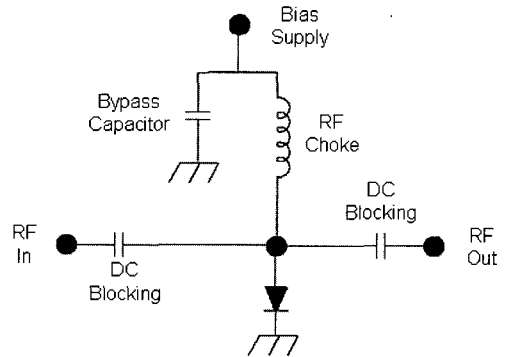 Bias
Supply
Bypass
Capacitor
RF
Choke
DC
Blocking
RF
In
DC
Blocking
RF
Out